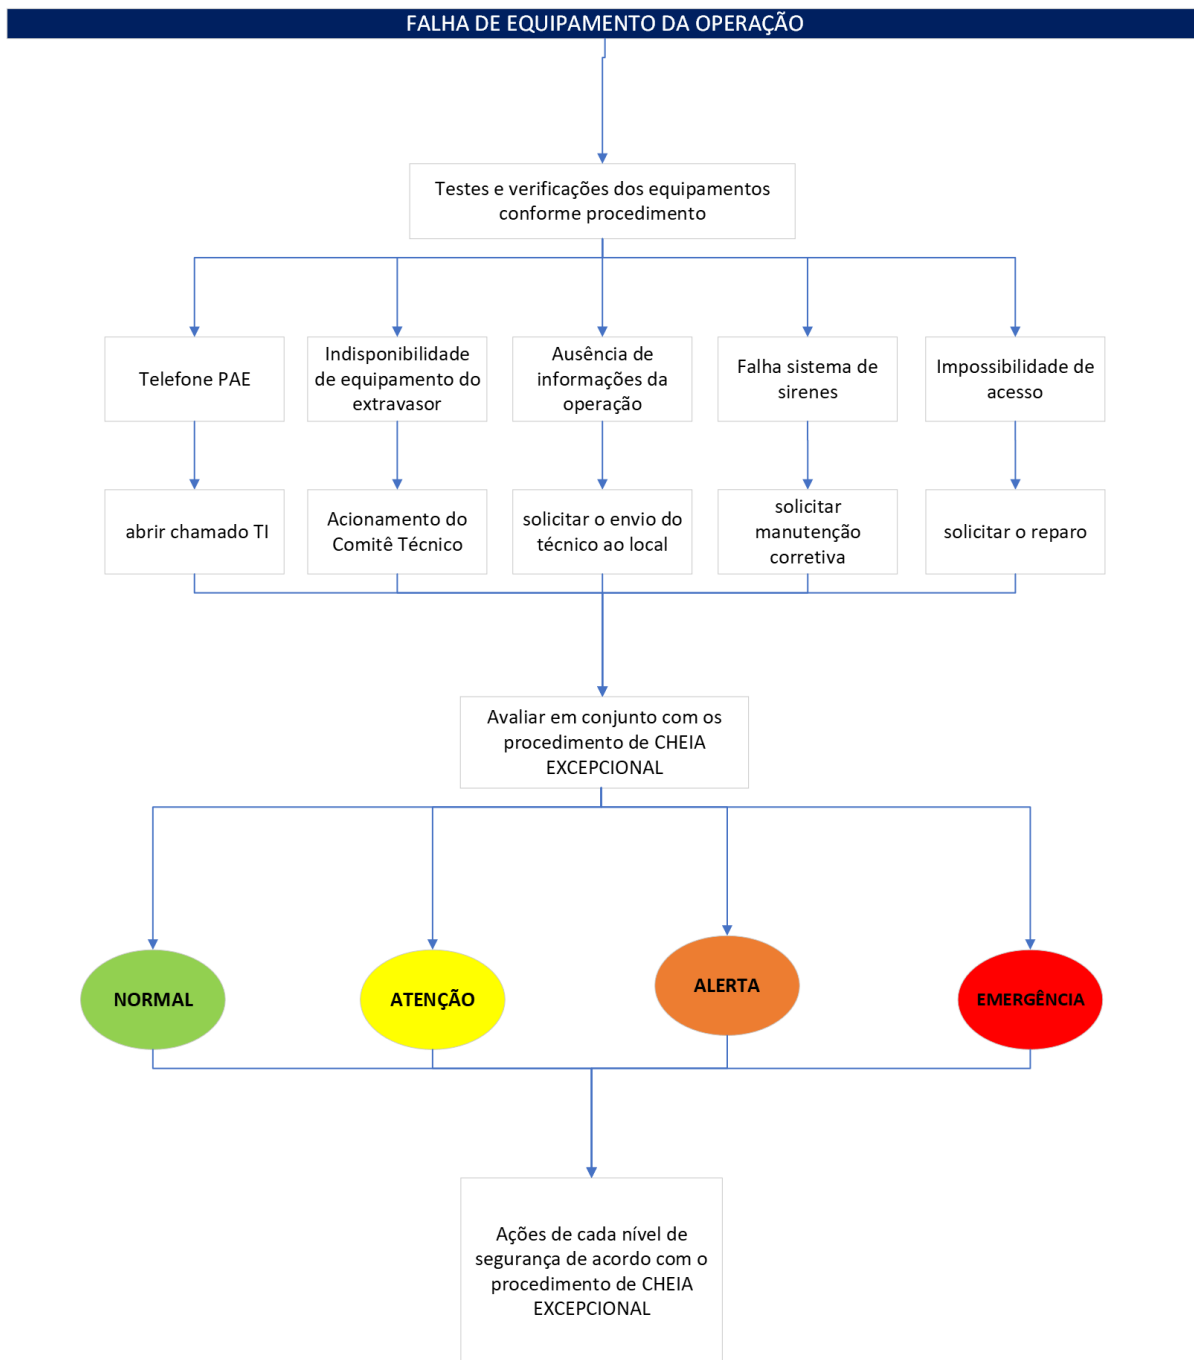 FALHA DE EQUIPAMENTO DA OPERAÇÃO
Testes e verificações dos equipamentos
conforme procedimento
Telefone PAE
Indisponibilidade
de equipamento do
extravasor
Ausência de
informações da
operação
Falha sistema de
sirenes
Impossibilidade de
acesso
abrir chamado TI
Acionamento do
Comitê Técnico
solicitar o envio do
técnico ao local
solicitar
manutenção
corretiva
solicitar o reparo
Avaliar em conjunto com os
procedimento de CHEIA
EXCEPCIONAL
NORMAL
ATENÇÃO
ALERTA
EMERGÊNCIA
Ações de cada nível de
segurança de acordo com o
procedimento de CHEIA
EXCEPCIONAL